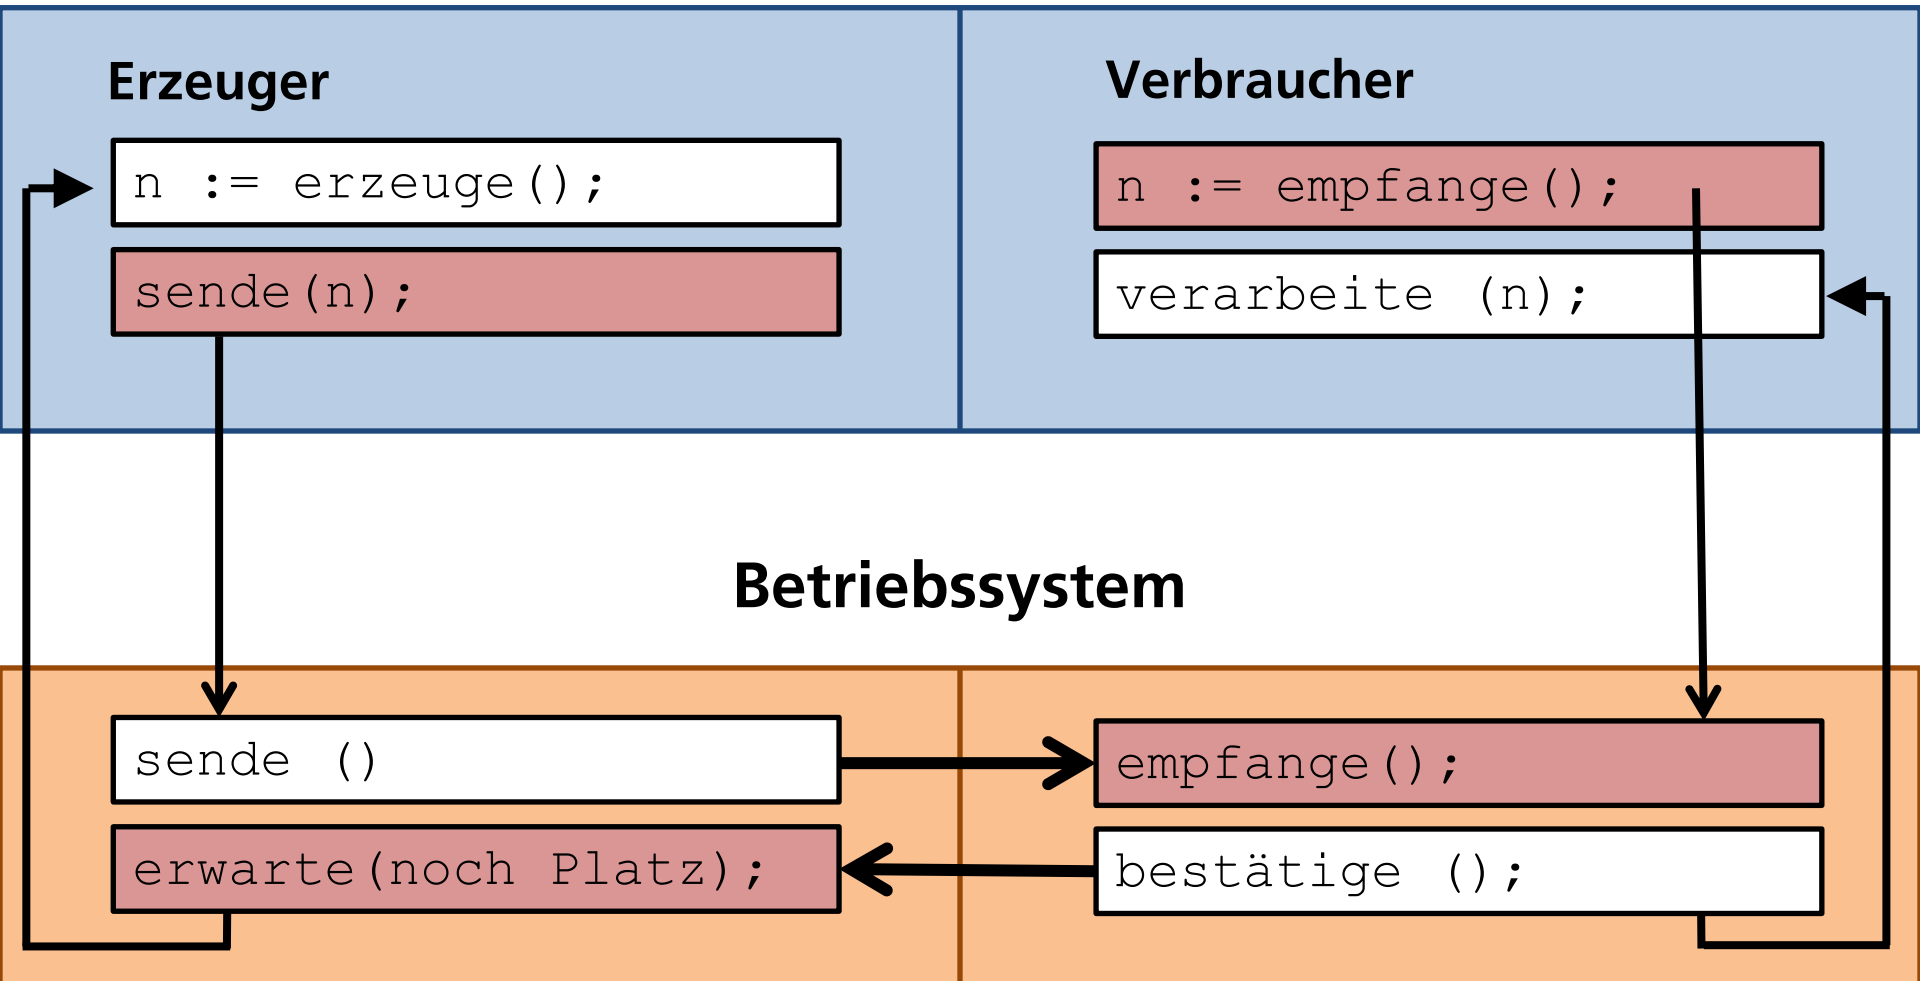 Erzeuger
n := erzeuge();
sende(n);
Verbraucher
n := empfange();
verarbeite (n);
Betriebssystem
sende ()
erwarte(noch Platz);
empfange();
bestätige ();